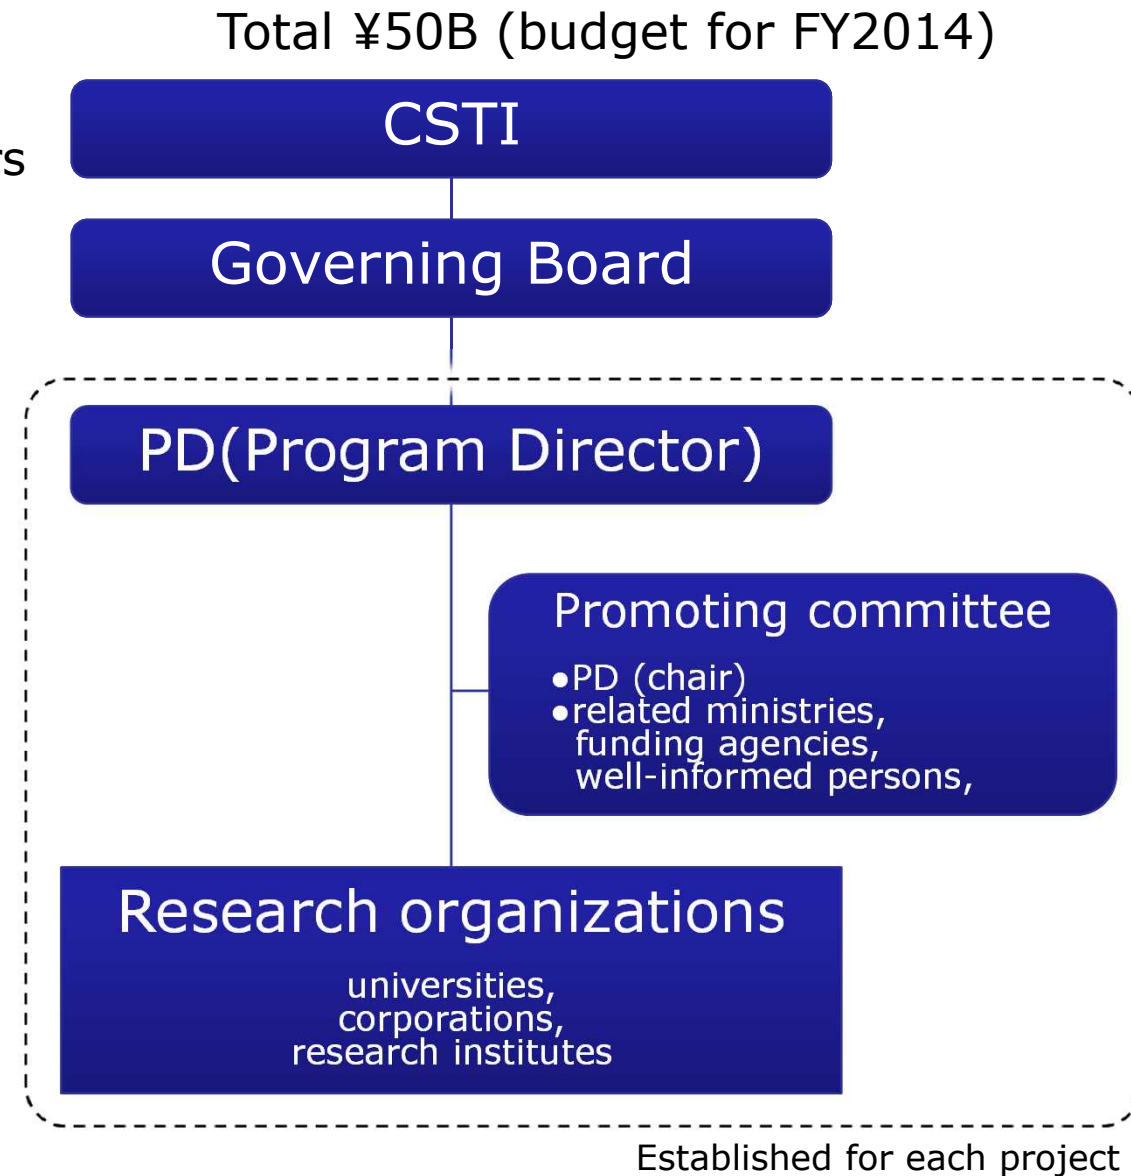 Total ¥50B (budget for FY2014)
CSTI
rs
Governing Board
PD(Program Director)
Promoting committee
●PD (chair)
●related ministries,
funding agencies,
well-informed persons,
Research organizations
universities,
corporations,
research institutes
Established for each project